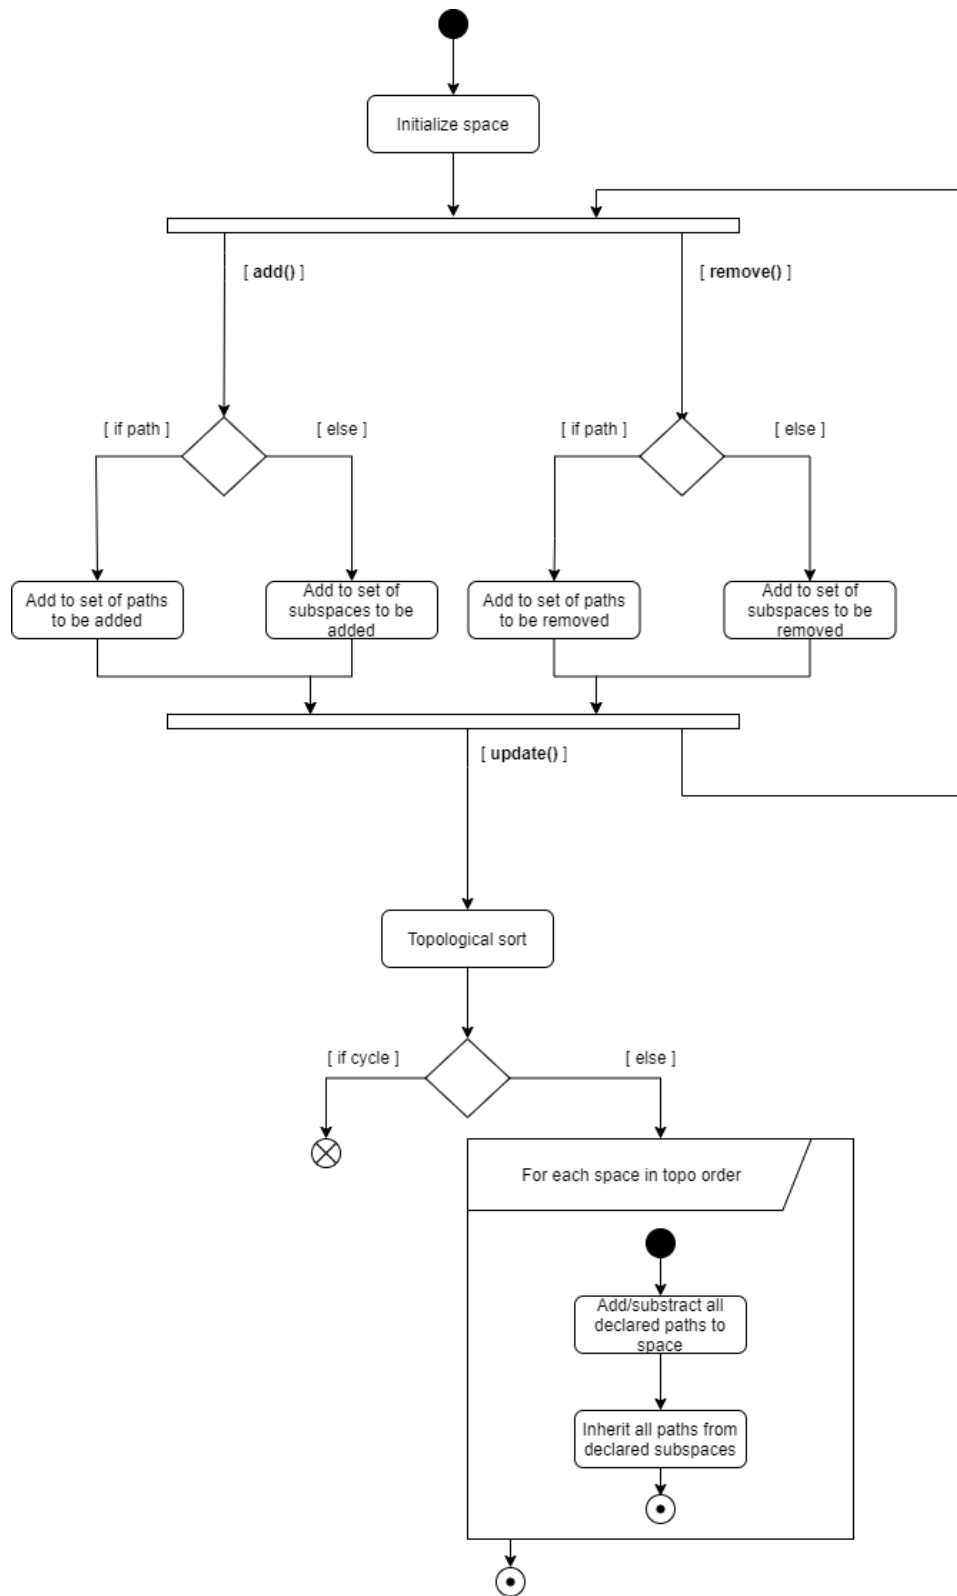 Initialize space
[ add() ]
[ remove() ]
[ if path ]
[ else ]
[ if path ]
[ else ]
Add to set of paths
to be added
Add to set of
subspaces to be
added
Add to set of paths
to be removed
Add to set of
subspaces to be
removed
[ update() ]
Topological sort
[ if cycle ]
[ else ]
For each space in topo order
Add/substract all
declared paths to
space
Inherit all paths from
declared subspaces